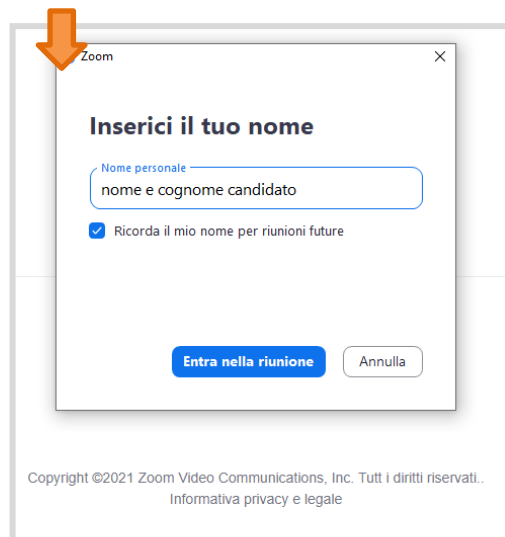 Zoom
Inserici il tuo nome
Nome personale
nome e cognome candidato
Ricorda il mio nome per riunioni future
Entra nella riunione
Annulla
Copyright ©2021 Zoom Video Communications, Inc. Tutt i diritti riservati..
Informativa privacy e legale